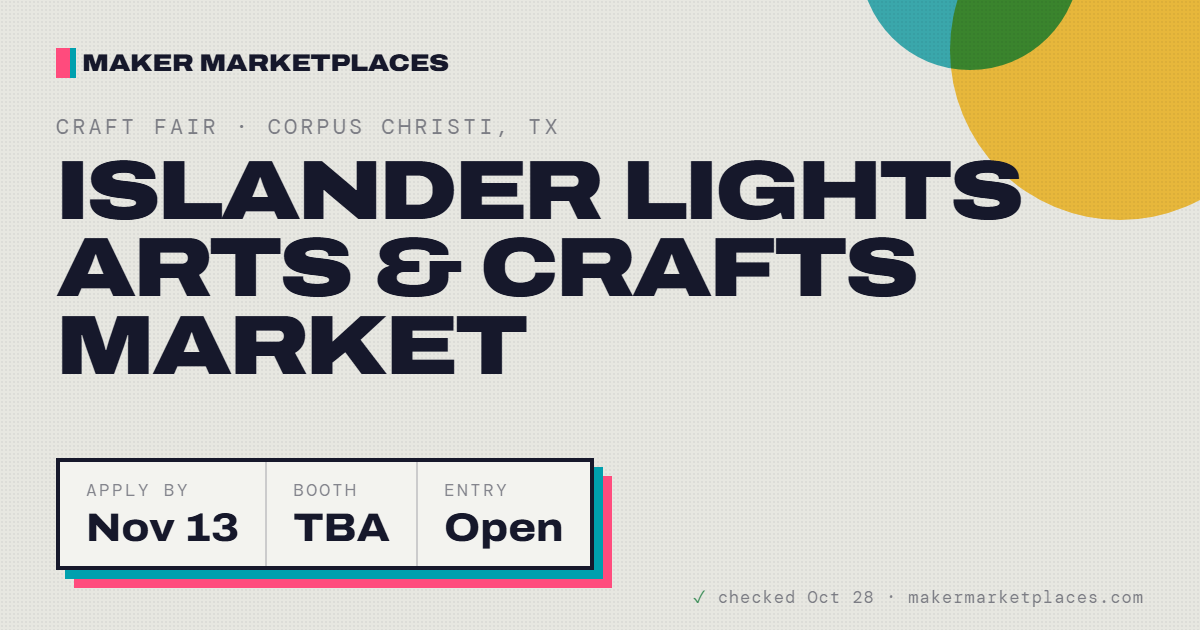 MAKER MARKETPLACES
CRAFT FAIR · CORPUS CHRISTI, TX
ISLANDER LIGHTS
ARTS & CRAFTS
MARKET
APPLY BY BOOTH ENTRY
Nov 13 TBA Open
✓ checked Oct 28 · makermarketplaces.com